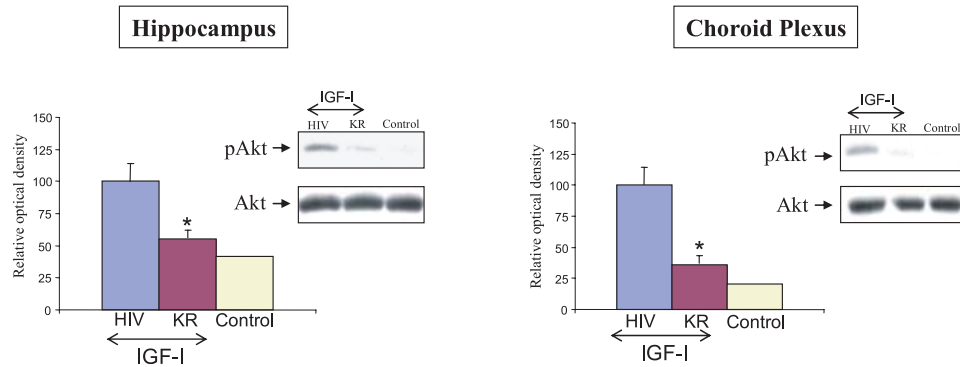 Hippocampus
Relative optical density
150
125
100
75
50
25
0
*
HIV KR Control
IGF-I
IGF-I
HIV KR Control
pAkt
Akt
Choroid Plexus
Relative optical density
150
125
100
75
50
25
0
*
HIV KR Control
IGF-I
IGF-I
HIV KR Control
pAkt
Akt